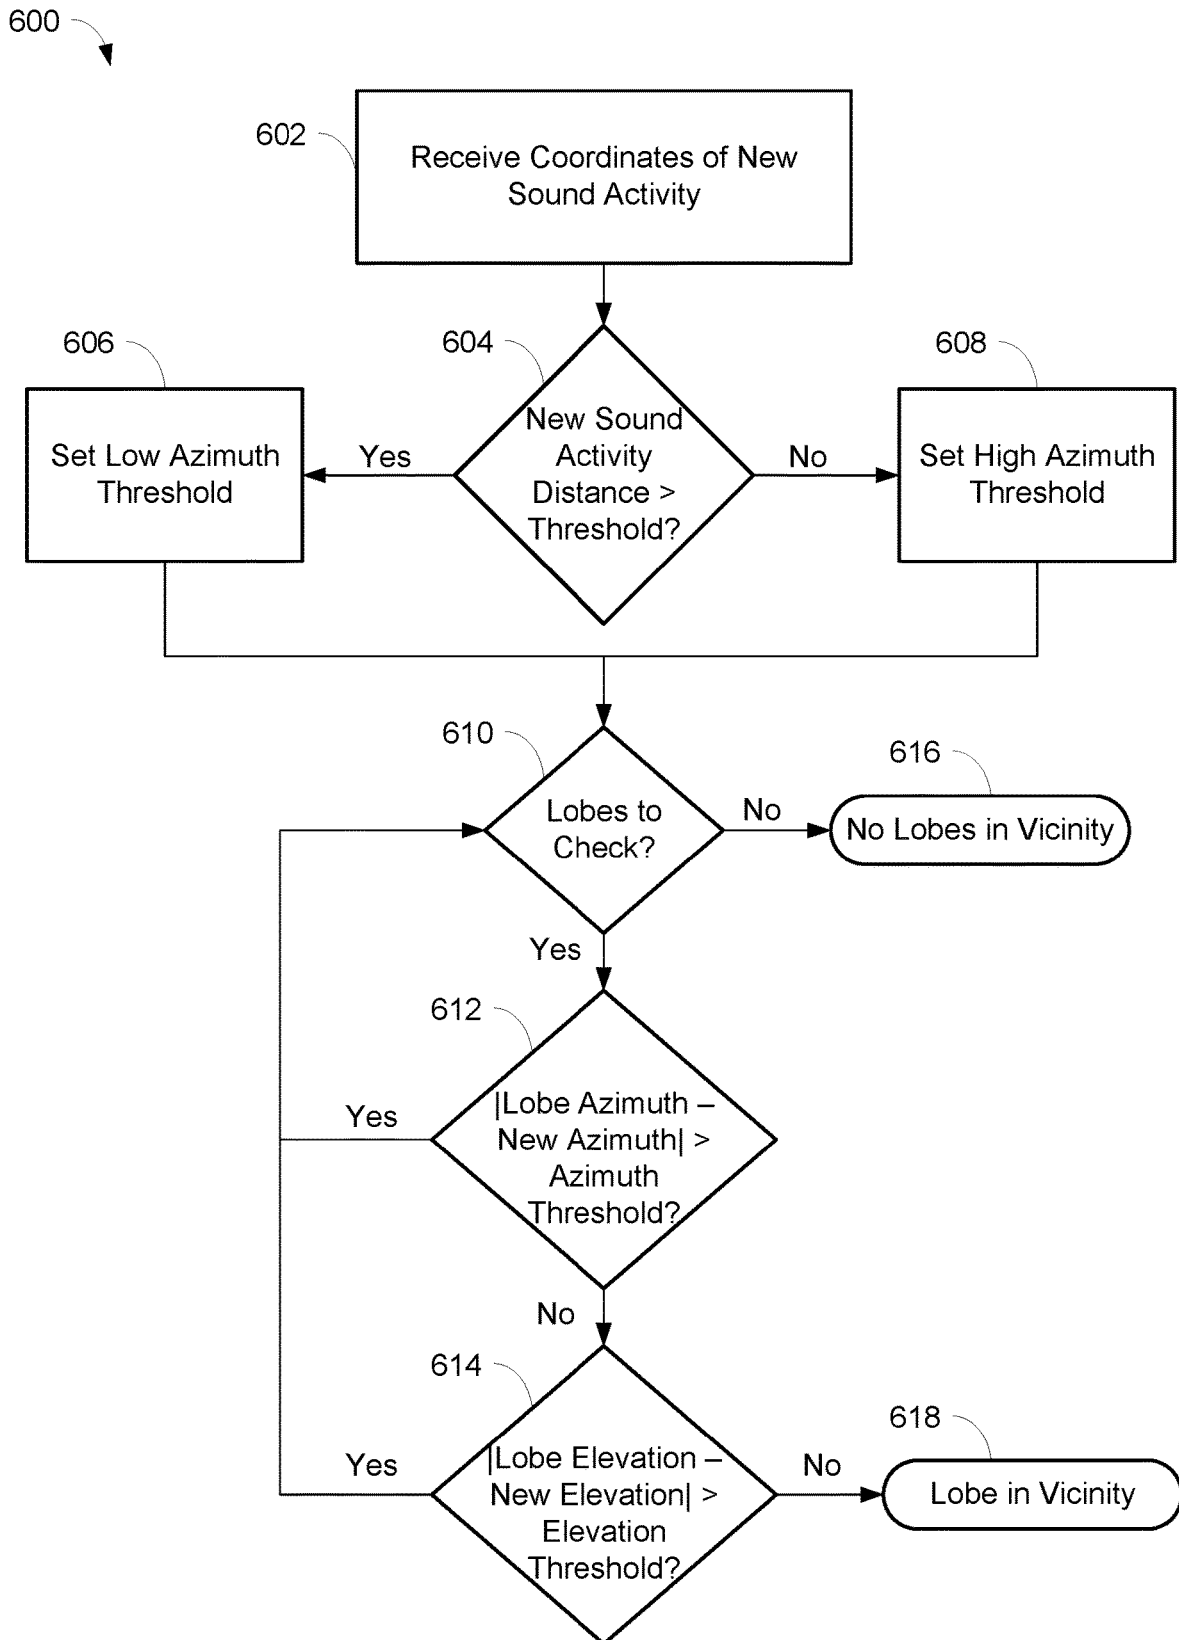 600
602
Receive Coordinates of New
Sound Activity
606
604
608
Set Low Azimuth
Threshold
Yes
New Sound
Activity
Distance >
Threshold?
No
Set High Azimuth
Threshold
610
Lobes to
Check?
No
616
No Lobes in Vicinity
Yes
612
|Lobe Azimuth –
New Azimuth| >
Azimuth
Threshold?
Yes
No
614
|Lobe Elevation –
New Elevation| >
Elevation
Threshold?
Yes
No
618
Lobe in Vicinity